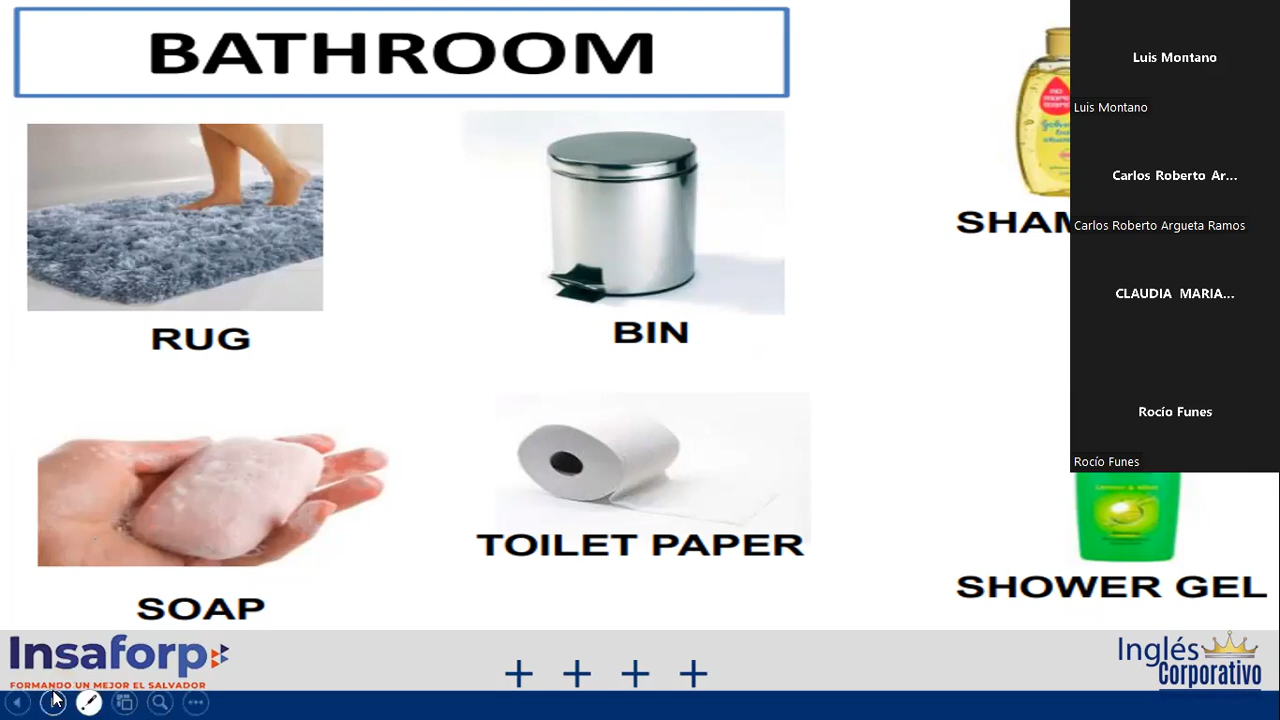 BATHROOM
RUG
BIN
SHAM
SOAP
TOILET PAPER
SHOWER GEL
Luis Montano
Luis Montano
Carlos Roberto Ar...
Carlos Roberto Argueta Ramos
CLAUDIA MARIA...
Rocío Funes
Rocío Funes
Insaforp
FORMANDO UN MEJOR EL SALVADOR
Inglés
Corporativo